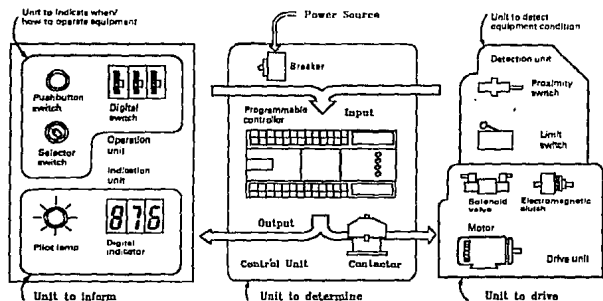 Unit to indicate when/
how to operate equipment
Pushbutton
switch
Digital
switch
Selector
switch
Operation
unit
Indication
unit
Pilot lamp
876
Digital
indicator
Unit to inform
Power Source
Breaker
Programmable
controller
Input
Output
Control Unit
Contactor
Unit to determine
Unit to detect
equipment condition
Detection unit
Proximity
switch
Limit
switch
Solenoid
valve
Electromagnetic
clutch
Motor
Drive unit
Unit to drive